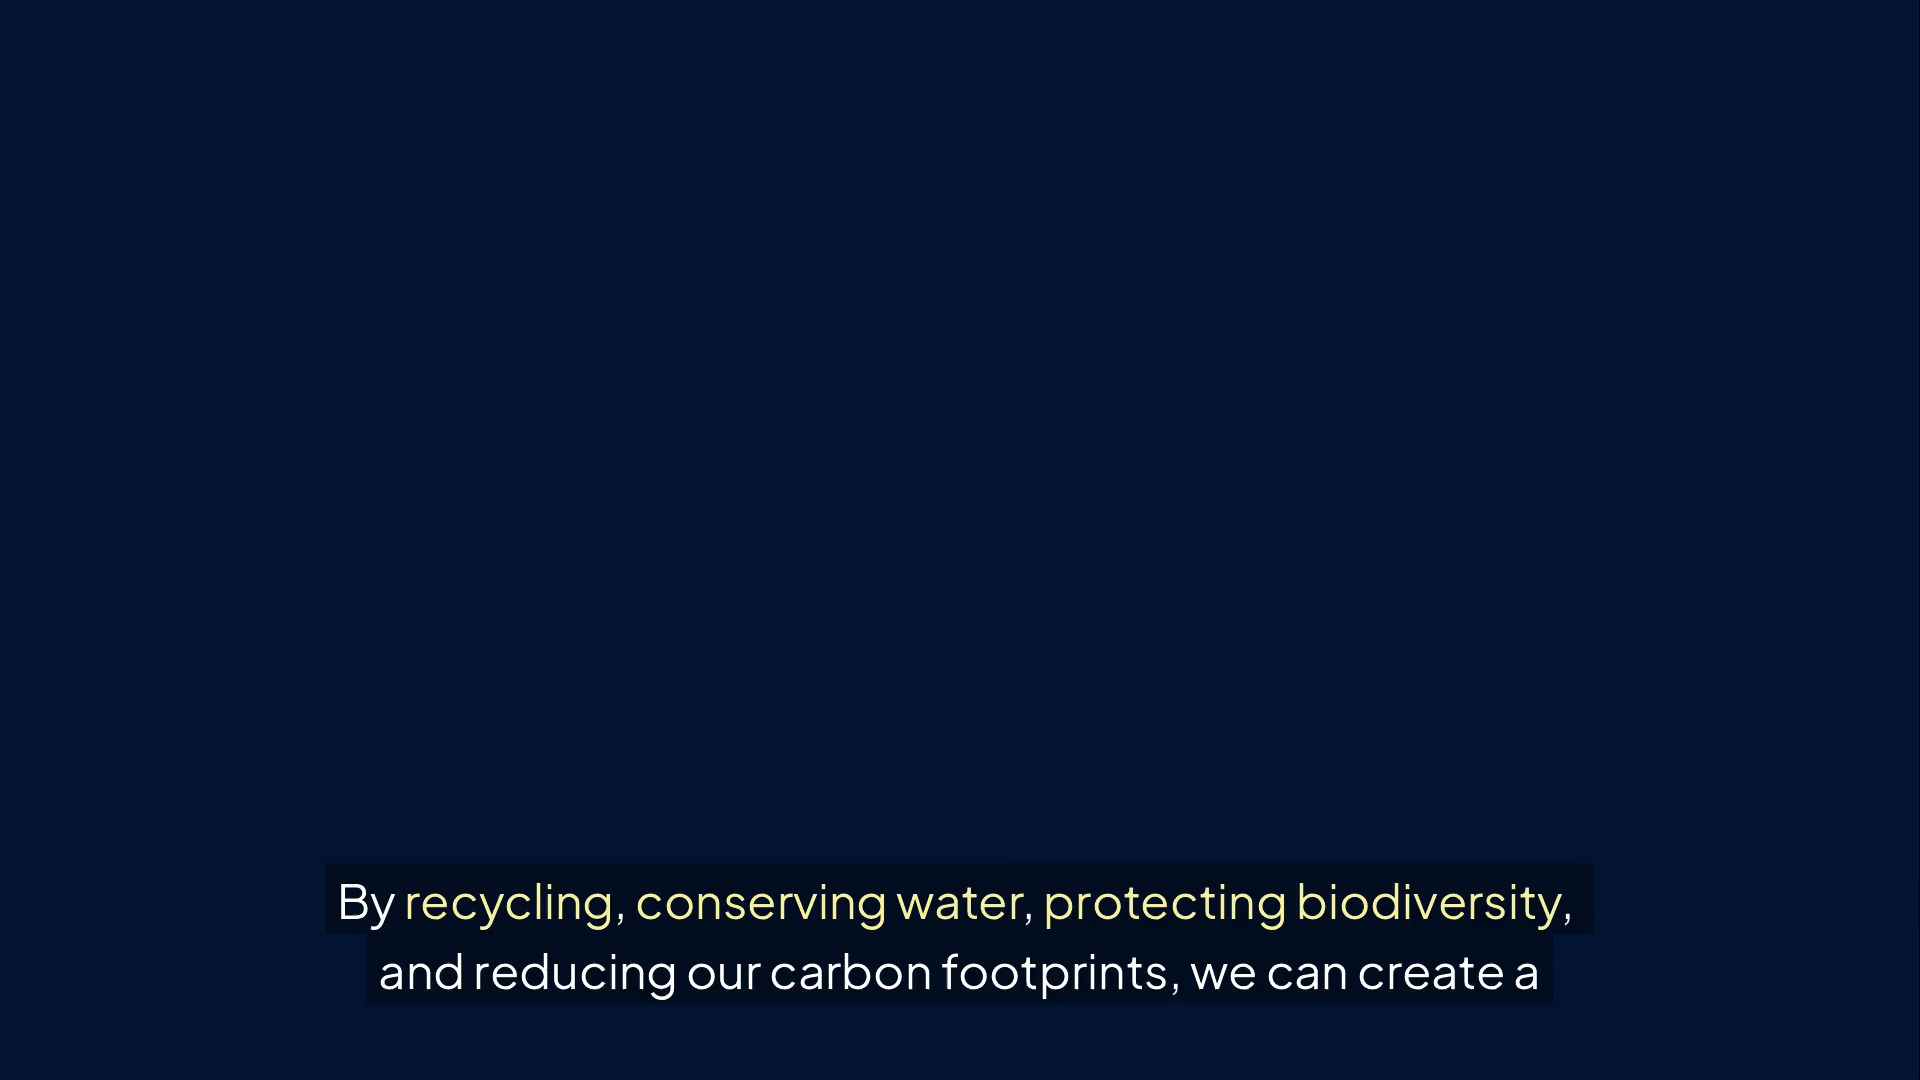 By recycling, conserving water, protecting biodiversity,
and reducing our carbon footprints, we can create a